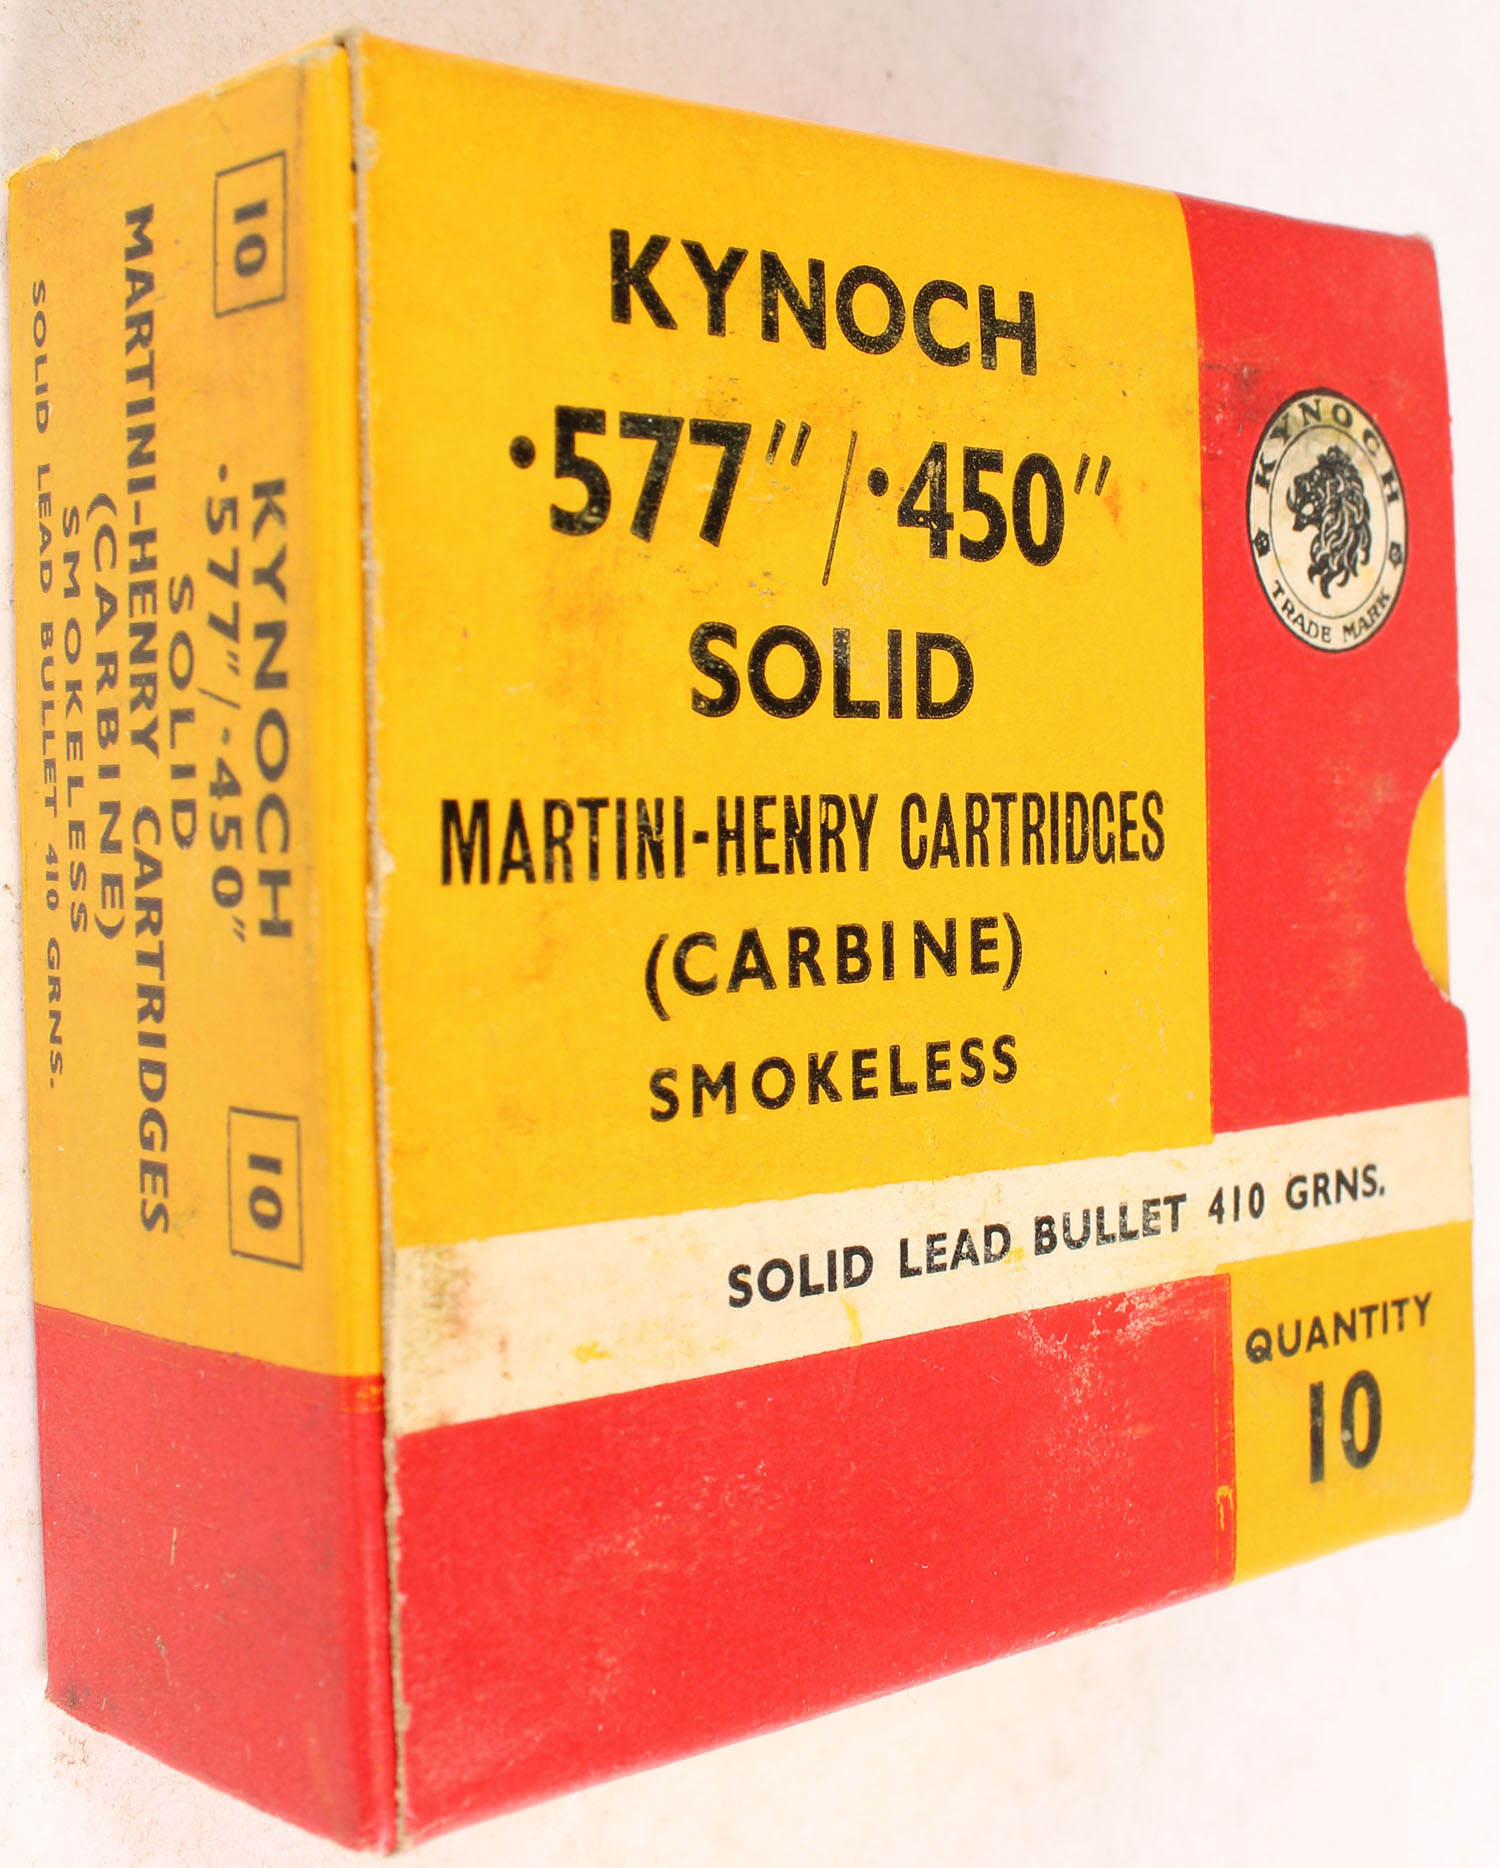 KYNOCH
.577"/.450"
SOLID
MARTINI-HENRY CARTRIDGES
(CARBINE)
SMOKELESS
SOLID LEAD BULLET 410 GRNS.
QUANTITY
10
KYNOCH
TRADE MARK
10
10
KYNOCH
.577"/.450"
SOLID
MARTINI-HENRY CARTRIDGES
(CARBINE)
SMOKELESS
SOLID LEAD BULLET 410 GRNS.